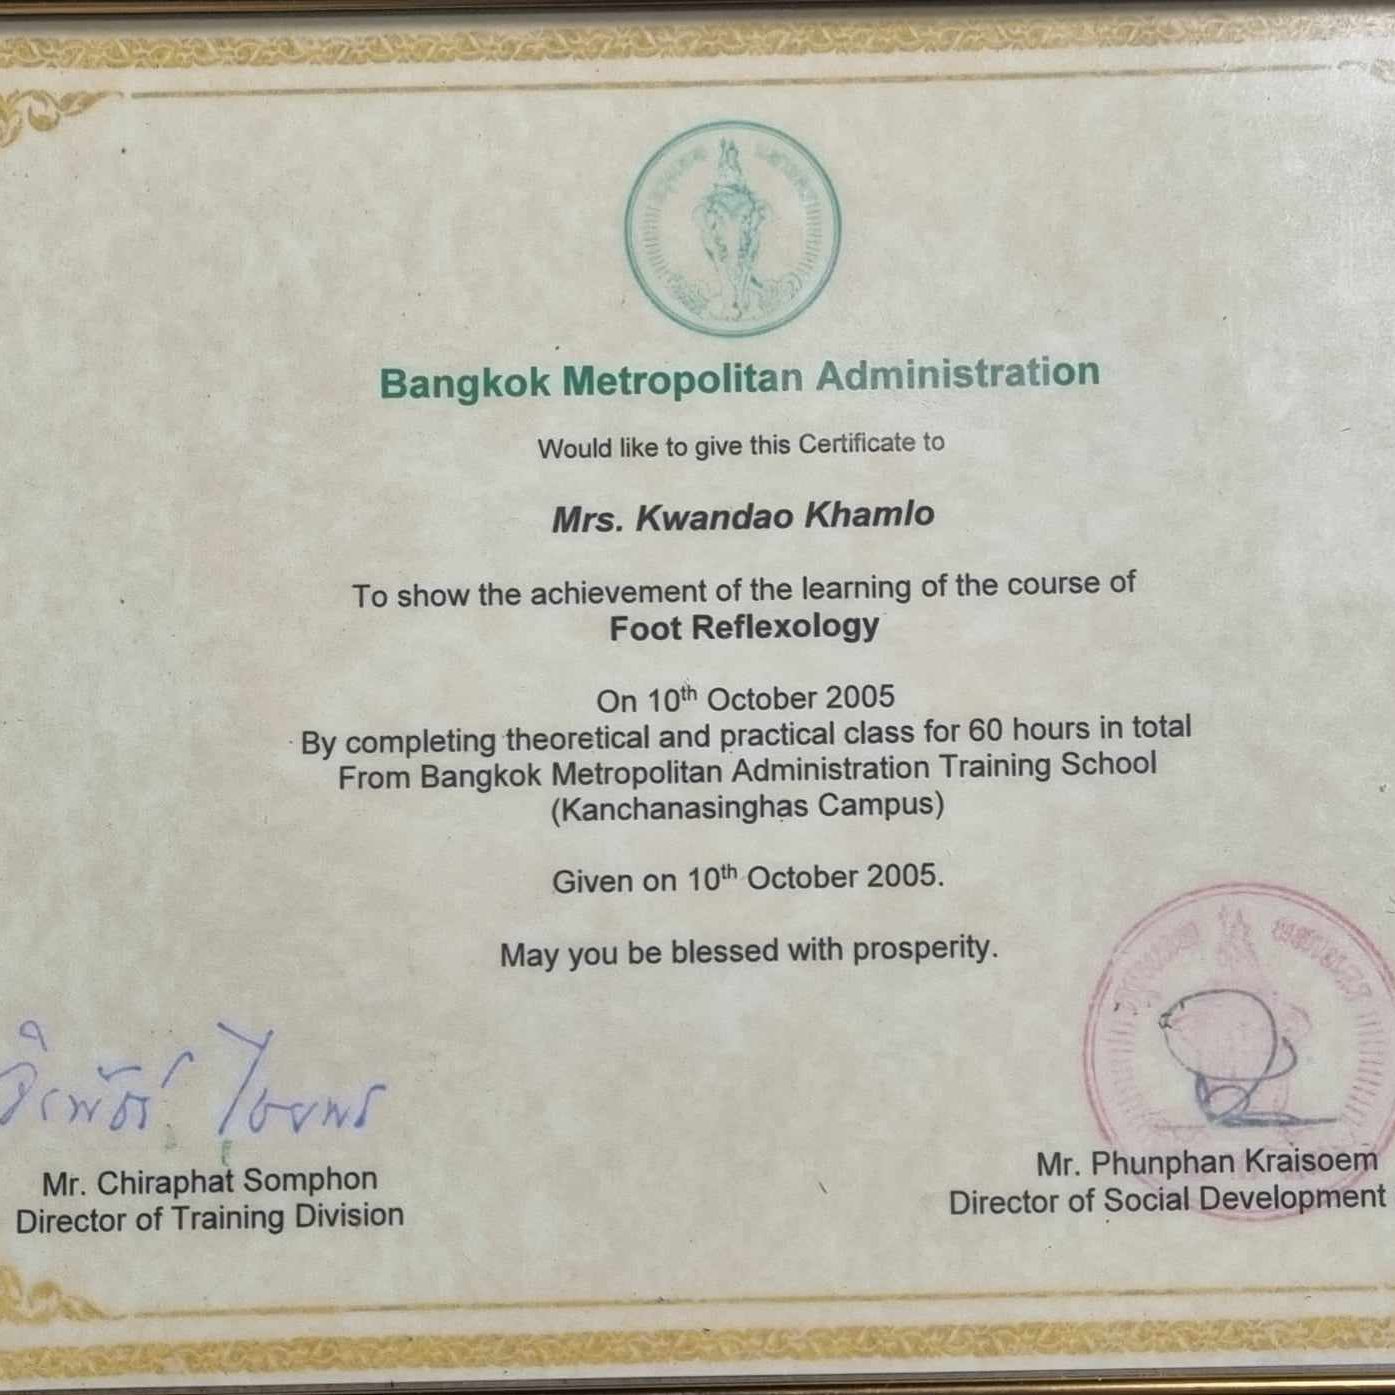 Bangkok Metropolitan Administration
Would like to give this Certificate to
Mrs. Kwandao Khamlo
To show the achievement of the learning of the course of
Foot Reflexology
On 10th October 2005
By completing theoretical and practical class for 60 hours in total
From Bangkok Metropolitan Administration Training School
(Kanchanasinghas Campus)
Given on 10th October 2005.
May you be blessed with prosperity.
Mr. Chiraphat Somphon
Director of Training Division
Mr. Phunphan Kraisoem
Director of Social Development